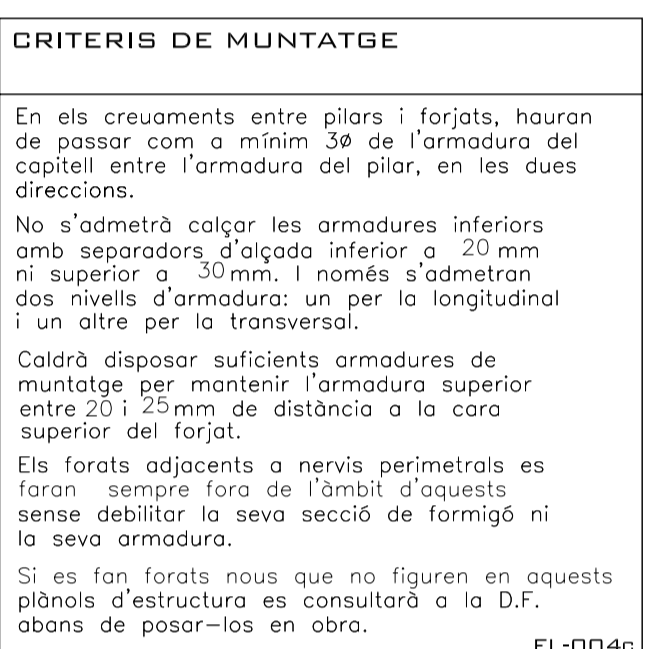 CRITERIS DE MUNTATGE
En els creuaments entre pilars i forjats, hauran
de passar com a mínim 3ø de l'armadura del
capitell entre l'armadura del pilar, en les dues
direccions.
No s'admetrà calçar les armadures inferiors
amb separadors d'alçada inferior a 20 mm
ni superior a 30 mm. I només s'admetran
dos nivells d'armadura: un per la longitudinal
i un altre per la transversal.
Caldrà disposar suficients armadures de
muntatge per mantenir l'armadura superior
entre 20 i 25 mm de distància a la cara
superior del forjat.
Els forats adjacents a nervis perimetrals es
faran sempre fora de l'àmbit d'aquests
sense debilitar la seva secció de formigó ni
la seva armadura.
Si es fan forats nous que no figuren en aquests
plànols d'estructura es consultarà a la D.F.
abans de posar-los en obra.